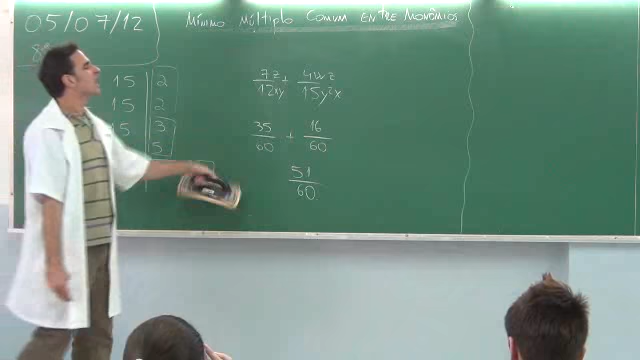 05/07/12
Mínimo Múltiplo Comum entre Monômios
8ª
15 2
15 2
15 3
5
7z/12xy + 4wz/15y²x
35/60 + 16/60
51/60